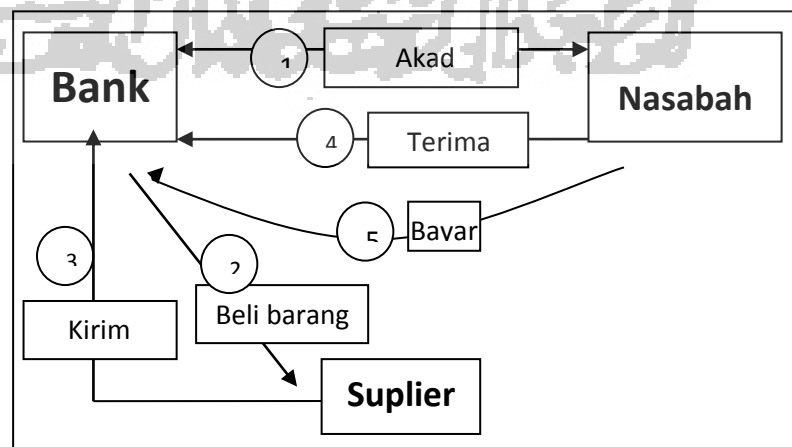 1
Akad
Bank
Nasabah
4
Terima
5
Bayar
3
2
Beli barang
Kirim
Suplier